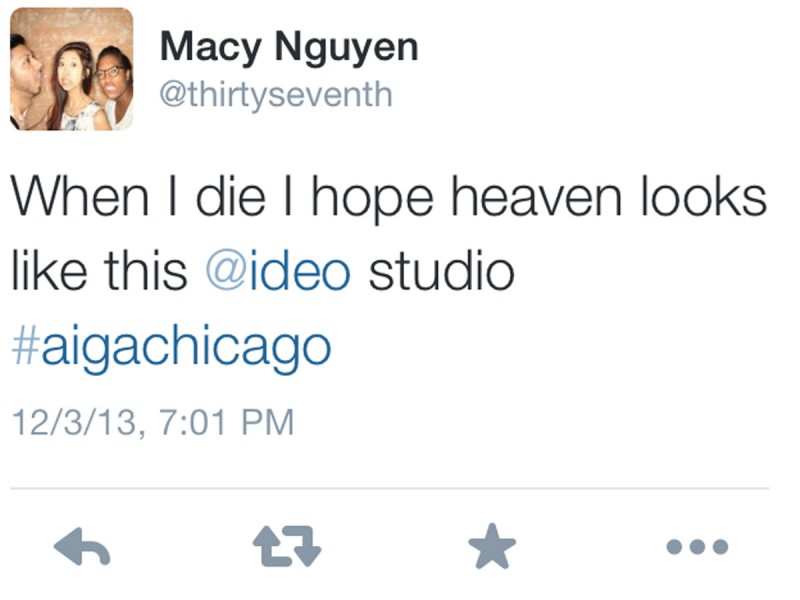 Macy Nguyen
@thirtyseventh
When I die I hope heaven looks
like this @ideo studio
#aigachicago
12/3/13, 7:01 PM